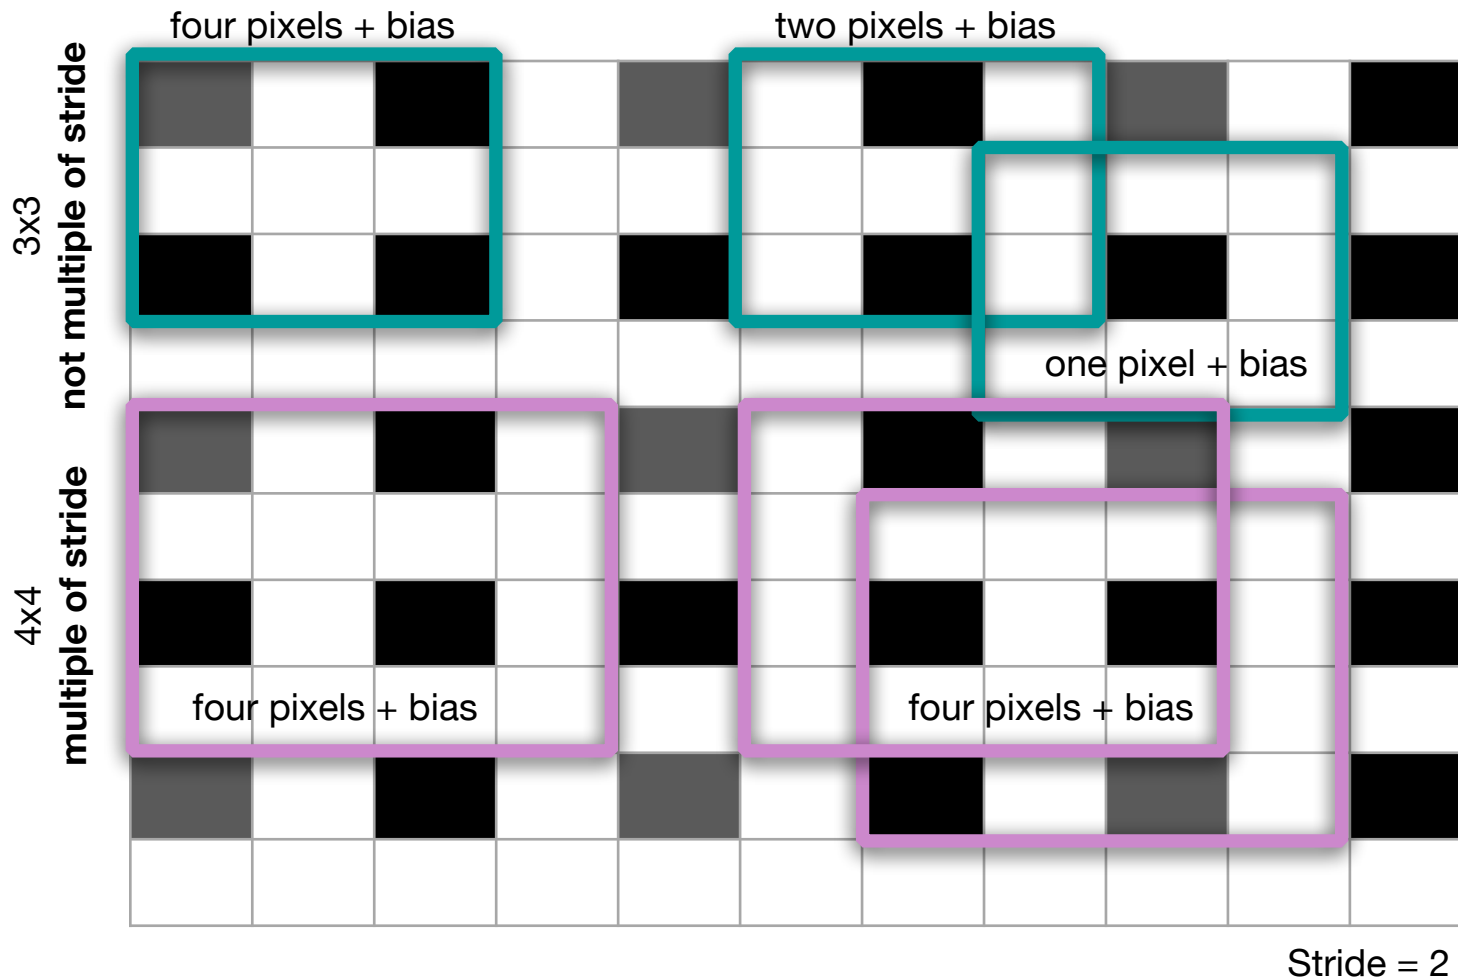 four pixels + bias
two pixels + bias
3x3
not multiple of stride
one pixel + bias
4x4
multiple of stride
four pixels + bias
four pixels + bias
Stride = 2